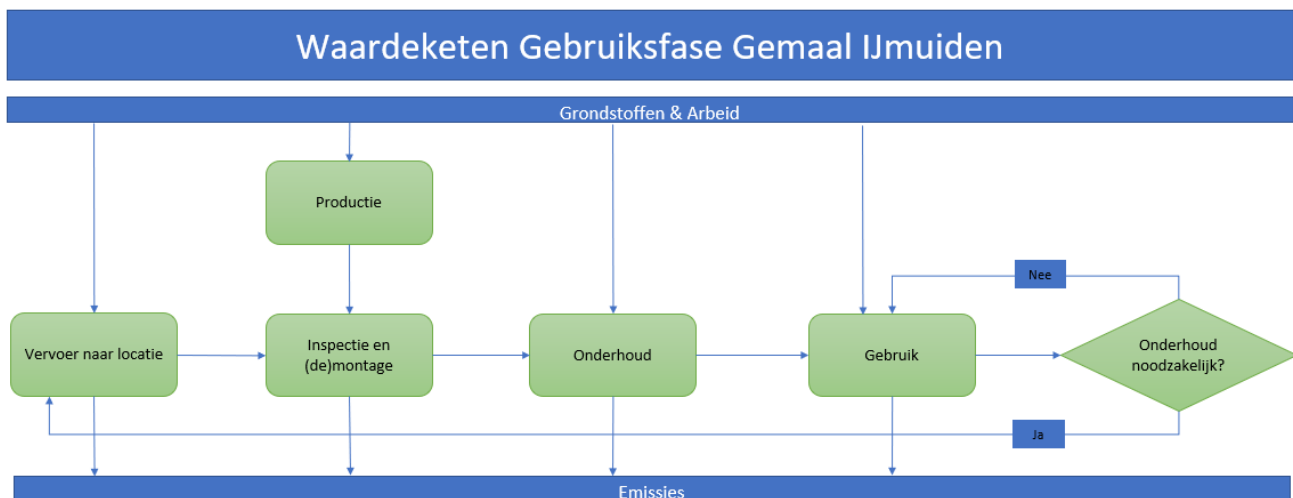 Waardeketen Gebruiksfase Gemaal IJmuiden
Grondstoffen & Arbeid
Productie
Nee
Vervoer naar locatie
Inspectie en
(de)montage
Onderhoud
Gebruik
Onderhoud
noodzakelijk?
Ja
Emissies